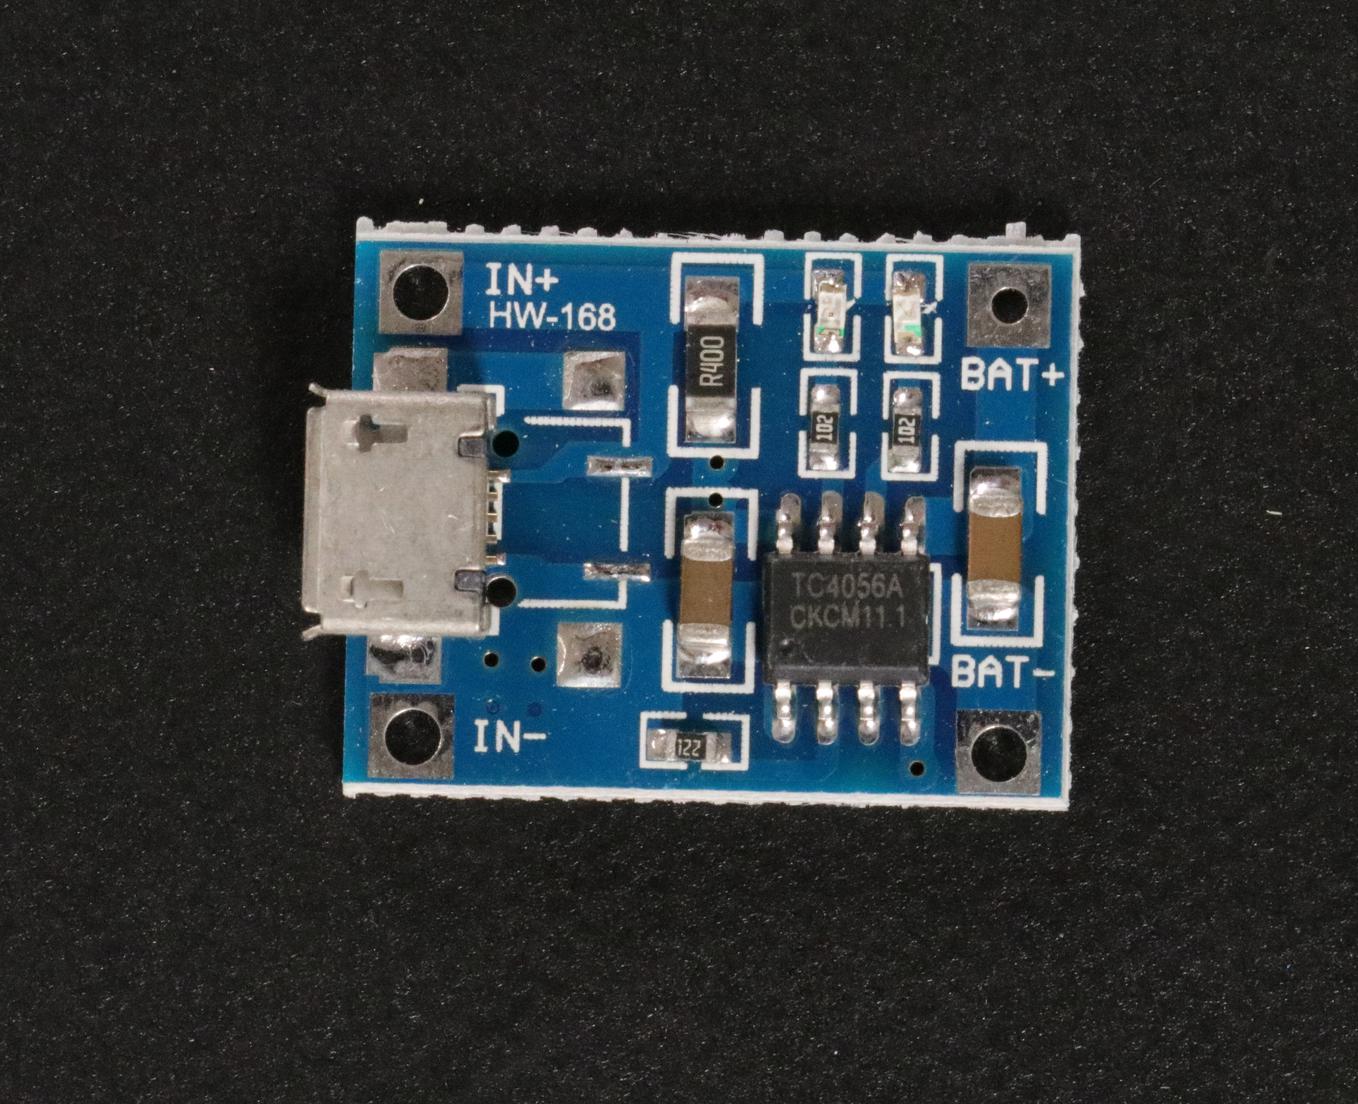 IN+
HW-168
R400
BAT+
102
102
TC4056A
CKCM11.1
BAT-
IN-
122